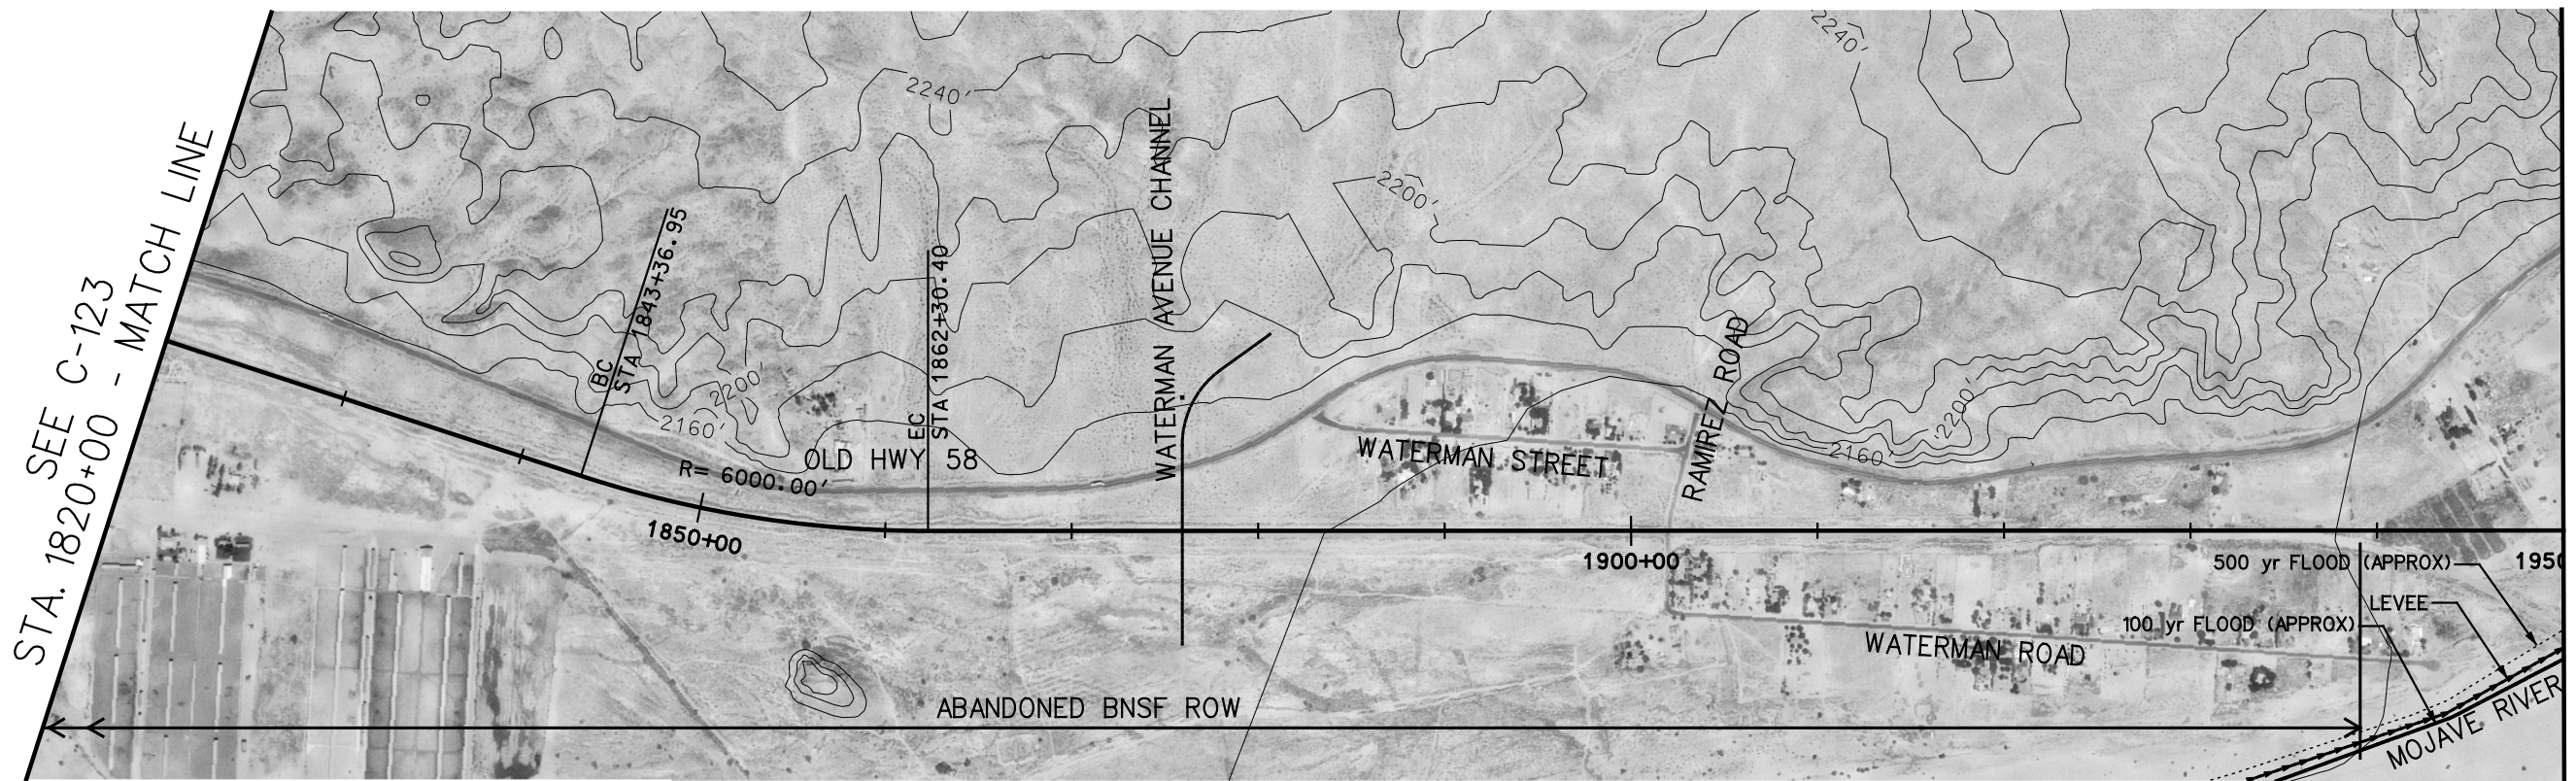 SEE C-123
STA. 1820+00 - MATCH LINE
BC
STA 1843+36.95
2240'
EC
STA 1862+30.40
WATERMAN AVENUE CHANNEL
2200'
2240'
2200'
2160'
R= 6000.00'
OLD HWY 58
1850+00
WATERMAN STREET
RAMIREZ ROAD
2160'
2200'
1900+00
1950
500 yr FLOOD (APPROX)
LEVEE
100 yr FLOOD (APPROX)
WATERMAN ROAD
ABANDONED BNSF ROW
MOJAVE RIVER